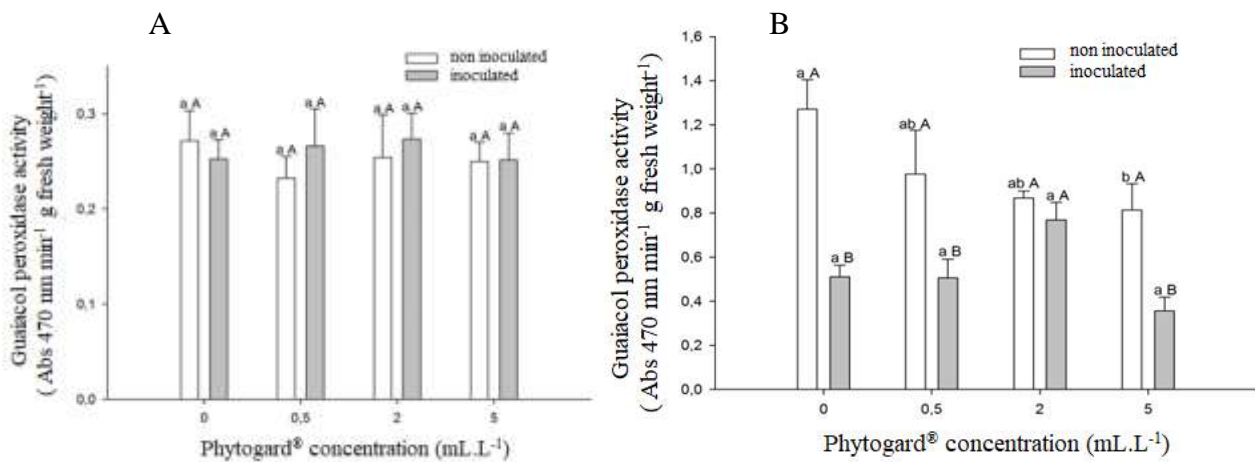 A
Guaiacol peroxidase activity
( Abs 470 nm min⁻¹ g fresh weight⁻¹)
non inoculated
inoculated
0,3
0,2
0,1
0,0
a A
a A
a A
a A
a A
a A
a A
a A
0
0,5
2
5
Phytogard® concentration (mL.L⁻¹)
B
Guaiacol peroxidase activity
( Abs 470 nm min⁻¹ g fresh weight⁻¹)
non inoculated
inoculated
1,6
1,4
1,2
1,0
0,8
0,6
0,4
0,2
0,0
a A
a B
ab A
a B
ab A
a A
b A
a B
0
0,5
2
5
Phytogard® concentration (mL.L⁻¹)